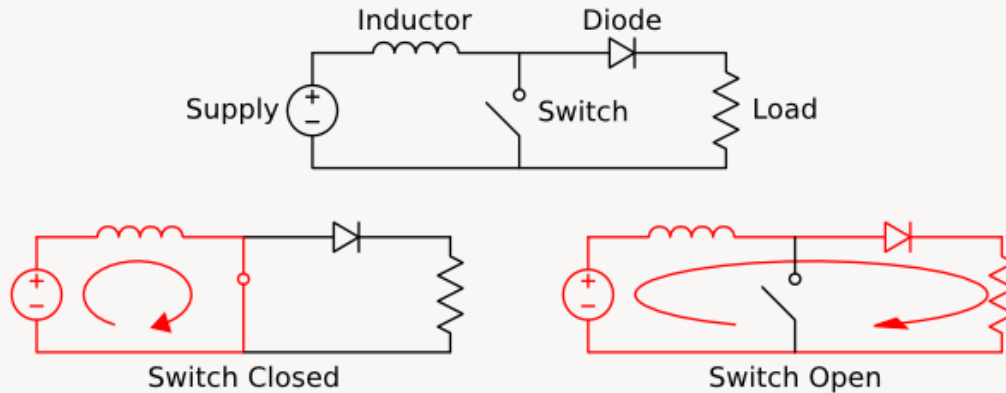 Inductor
Diode
Supply
+
−
Switch
Load
+
−
+
−
Switch Closed
Switch Open